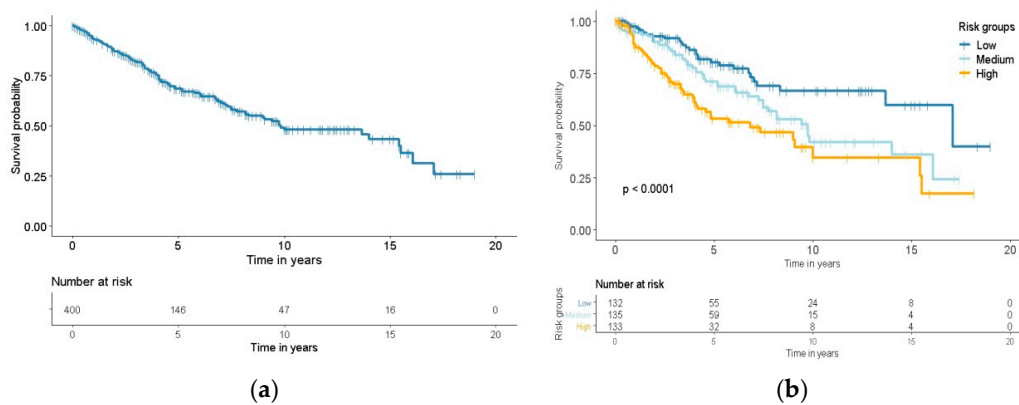 1.00
0.75
0.50
0.25
0.00
Survival probability
0 5 10 15 20
Time in years
Number at risk
400 146 47 16 0
0 5 10 15 20
Time in years
(a)
Risk groups
Low
Medium
High
1.00
0.75
0.50
0.25
0.00
Survival probability
p < 0.0001
0 5 10 15 20
Time in years
Number at risk
Risk groups
Low 132 55 24 8 0
Medium 135 59 15 4 0
High 133 32 8 4 0
0 5 10 15 20
Time in years
(b)